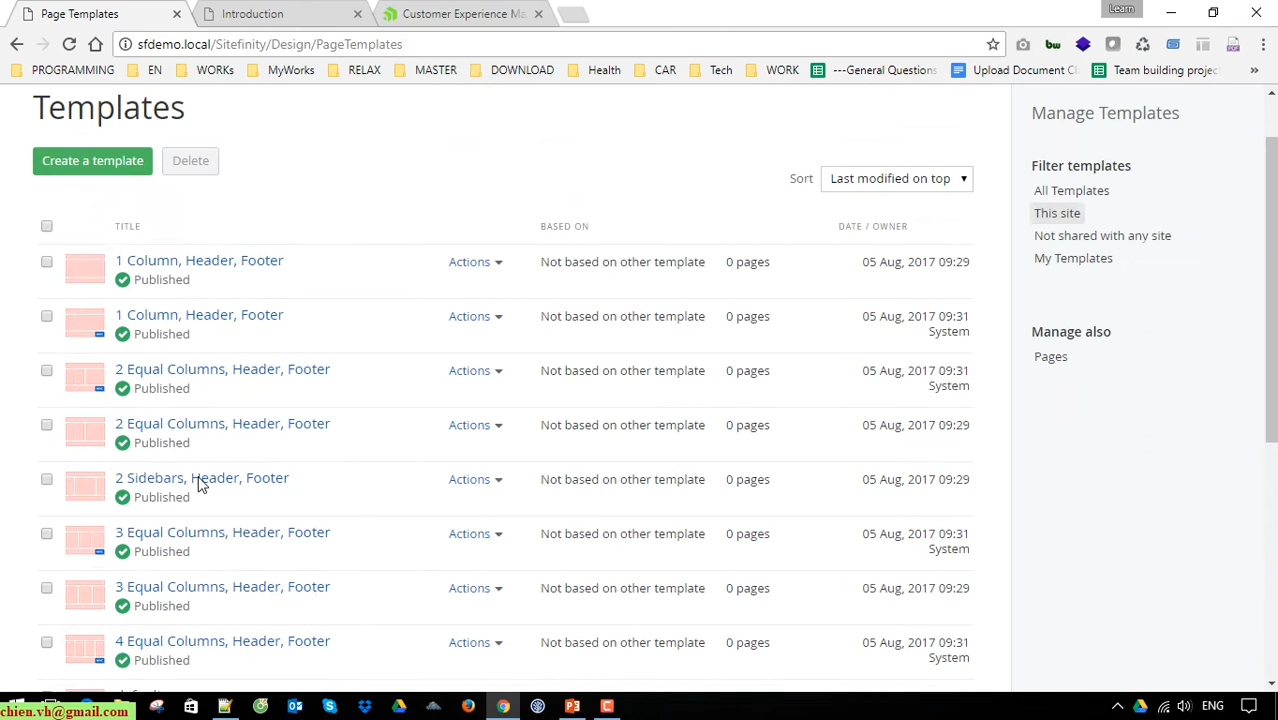 Page Templates
Introduction
Customer Experience Ma
Learn
sfdemo.local/Sitefinity/Design/PageTemplates
PROGRAMMING EN WORKs MyWorks RELAX MASTER DOWNLOAD Health CAR Tech WORK ---General Questions Upload Document Cl Team building projec »
Templates
Create a template Delete
Sort Last modified on top
TITLE BASED ON DATE / OWNER
1 Column, Header, Footer Actions Not based on other template 0 pages 05 Aug, 2017 09:29
Published
1 Column, Header, Footer Actions Not based on other template 0 pages 05 Aug, 2017 09:31
Published System
2 Equal Columns, Header, Footer Actions Not based on other template 0 pages 05 Aug, 2017 09:31
Published System
2 Equal Columns, Header, Footer Actions Not based on other template 0 pages 05 Aug, 2017 09:29
Published
2 Sidebars, Header, Footer Actions Not based on other template 0 pages 05 Aug, 2017 09:29
Published
3 Equal Columns, Header, Footer Actions Not based on other template 0 pages 05 Aug, 2017 09:31
Published System
3 Equal Columns, Header, Footer Actions Not based on other template 0 pages 05 Aug, 2017 09:29
Published
4 Equal Columns, Header, Footer Actions Not based on other template 0 pages 05 Aug, 2017 09:31
Published System
Manage Templates
Filter templates
All Templates
This site
Not shared with any site
My Templates
Manage also
Pages
chien.vh@gmail.com
ENG